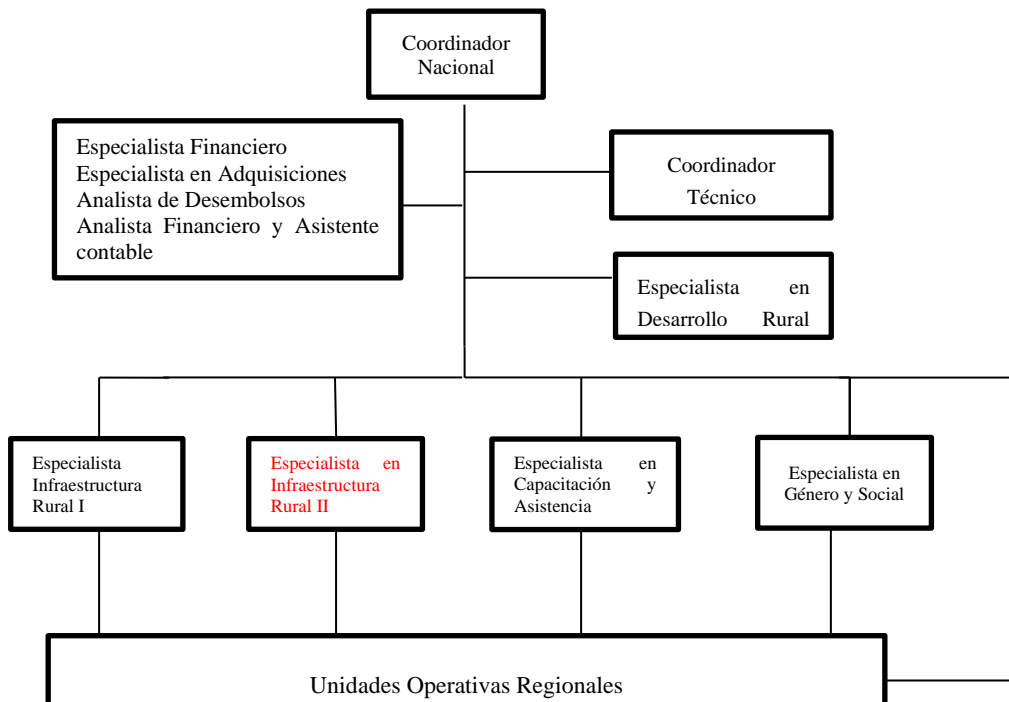 Coordinador
Nacional
Especialista Financiero
Especialista en Adquisiciones
Analista de Desembolsos
Analista Financiero y Asistente
contable
Coordinador
Técnico
Especialista en
Desarrollo Rural
Especialista
Infraestructura
Rural I
Especialista en
Infraestructura
Rural II
Especialista en
Capacitación y
Asistencia
Especialista en
Género y Social
Unidades Operativas Regionales